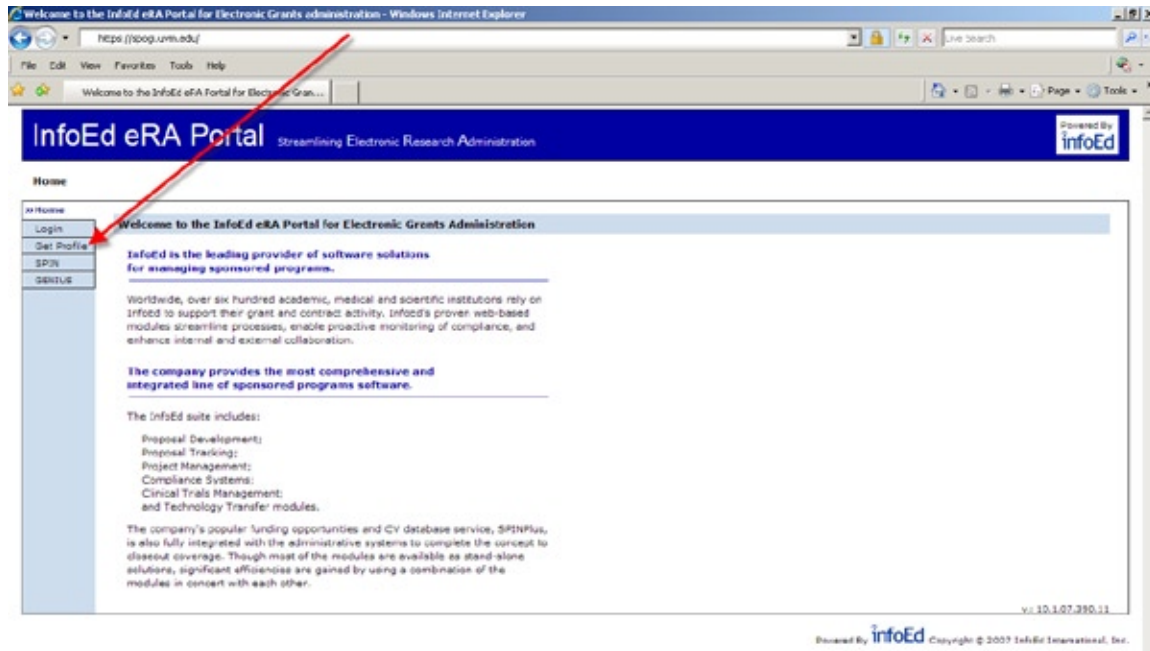 Welcome to the InfoEd eRA Portal for Electronic Grants administration - Windows Internet Explorer
https://spog.uvm.edu/
Live Search
File Edit View Favorites Tools Help
Welcome to the InfoEd eRA Portal for Electronic Gran...
Page Tools
InfoEd eRA Portal Streamlining Electronic Research Administration
Powered By
infoEd
Home
» Home
Login
Get Profile
SPIN
GENIUS
Welcome to the InfoEd eRA Portal for Electronic Grants Administration
InfoEd is the leading provider of software solutions
for managing sponsored programs.
Worldwide, over six hundred academic, medical and scientific institutions rely on
InfoEd to support their grant and contract activity. InfoEd's proven web-based
modules streamline processes, enable proactive monitoring of compliance, and
enhance internal and external collaboration.
The company provides the most comprehensive and
integrated line of sponsored programs software.
The InfoEd suite includes:
Proposal Development;
Proposal Tracking;
Project Management;
Compliance Systems;
Clinical Trials Management;
and Technology Transfer modules.
The company's popular funding opportunities and CV database service, SPINPlus,
is also fully integrated with the administrative systems to complete the concept to
closeout coverage. Though most of the modules are available as stand-alone
solutions, significant efficiencies are gained by using a combination of the
modules in concert with each other.
v.: 10.1.07.390.11
Powered By infoEd Copyright © 2007 InfoEd International, Inc.